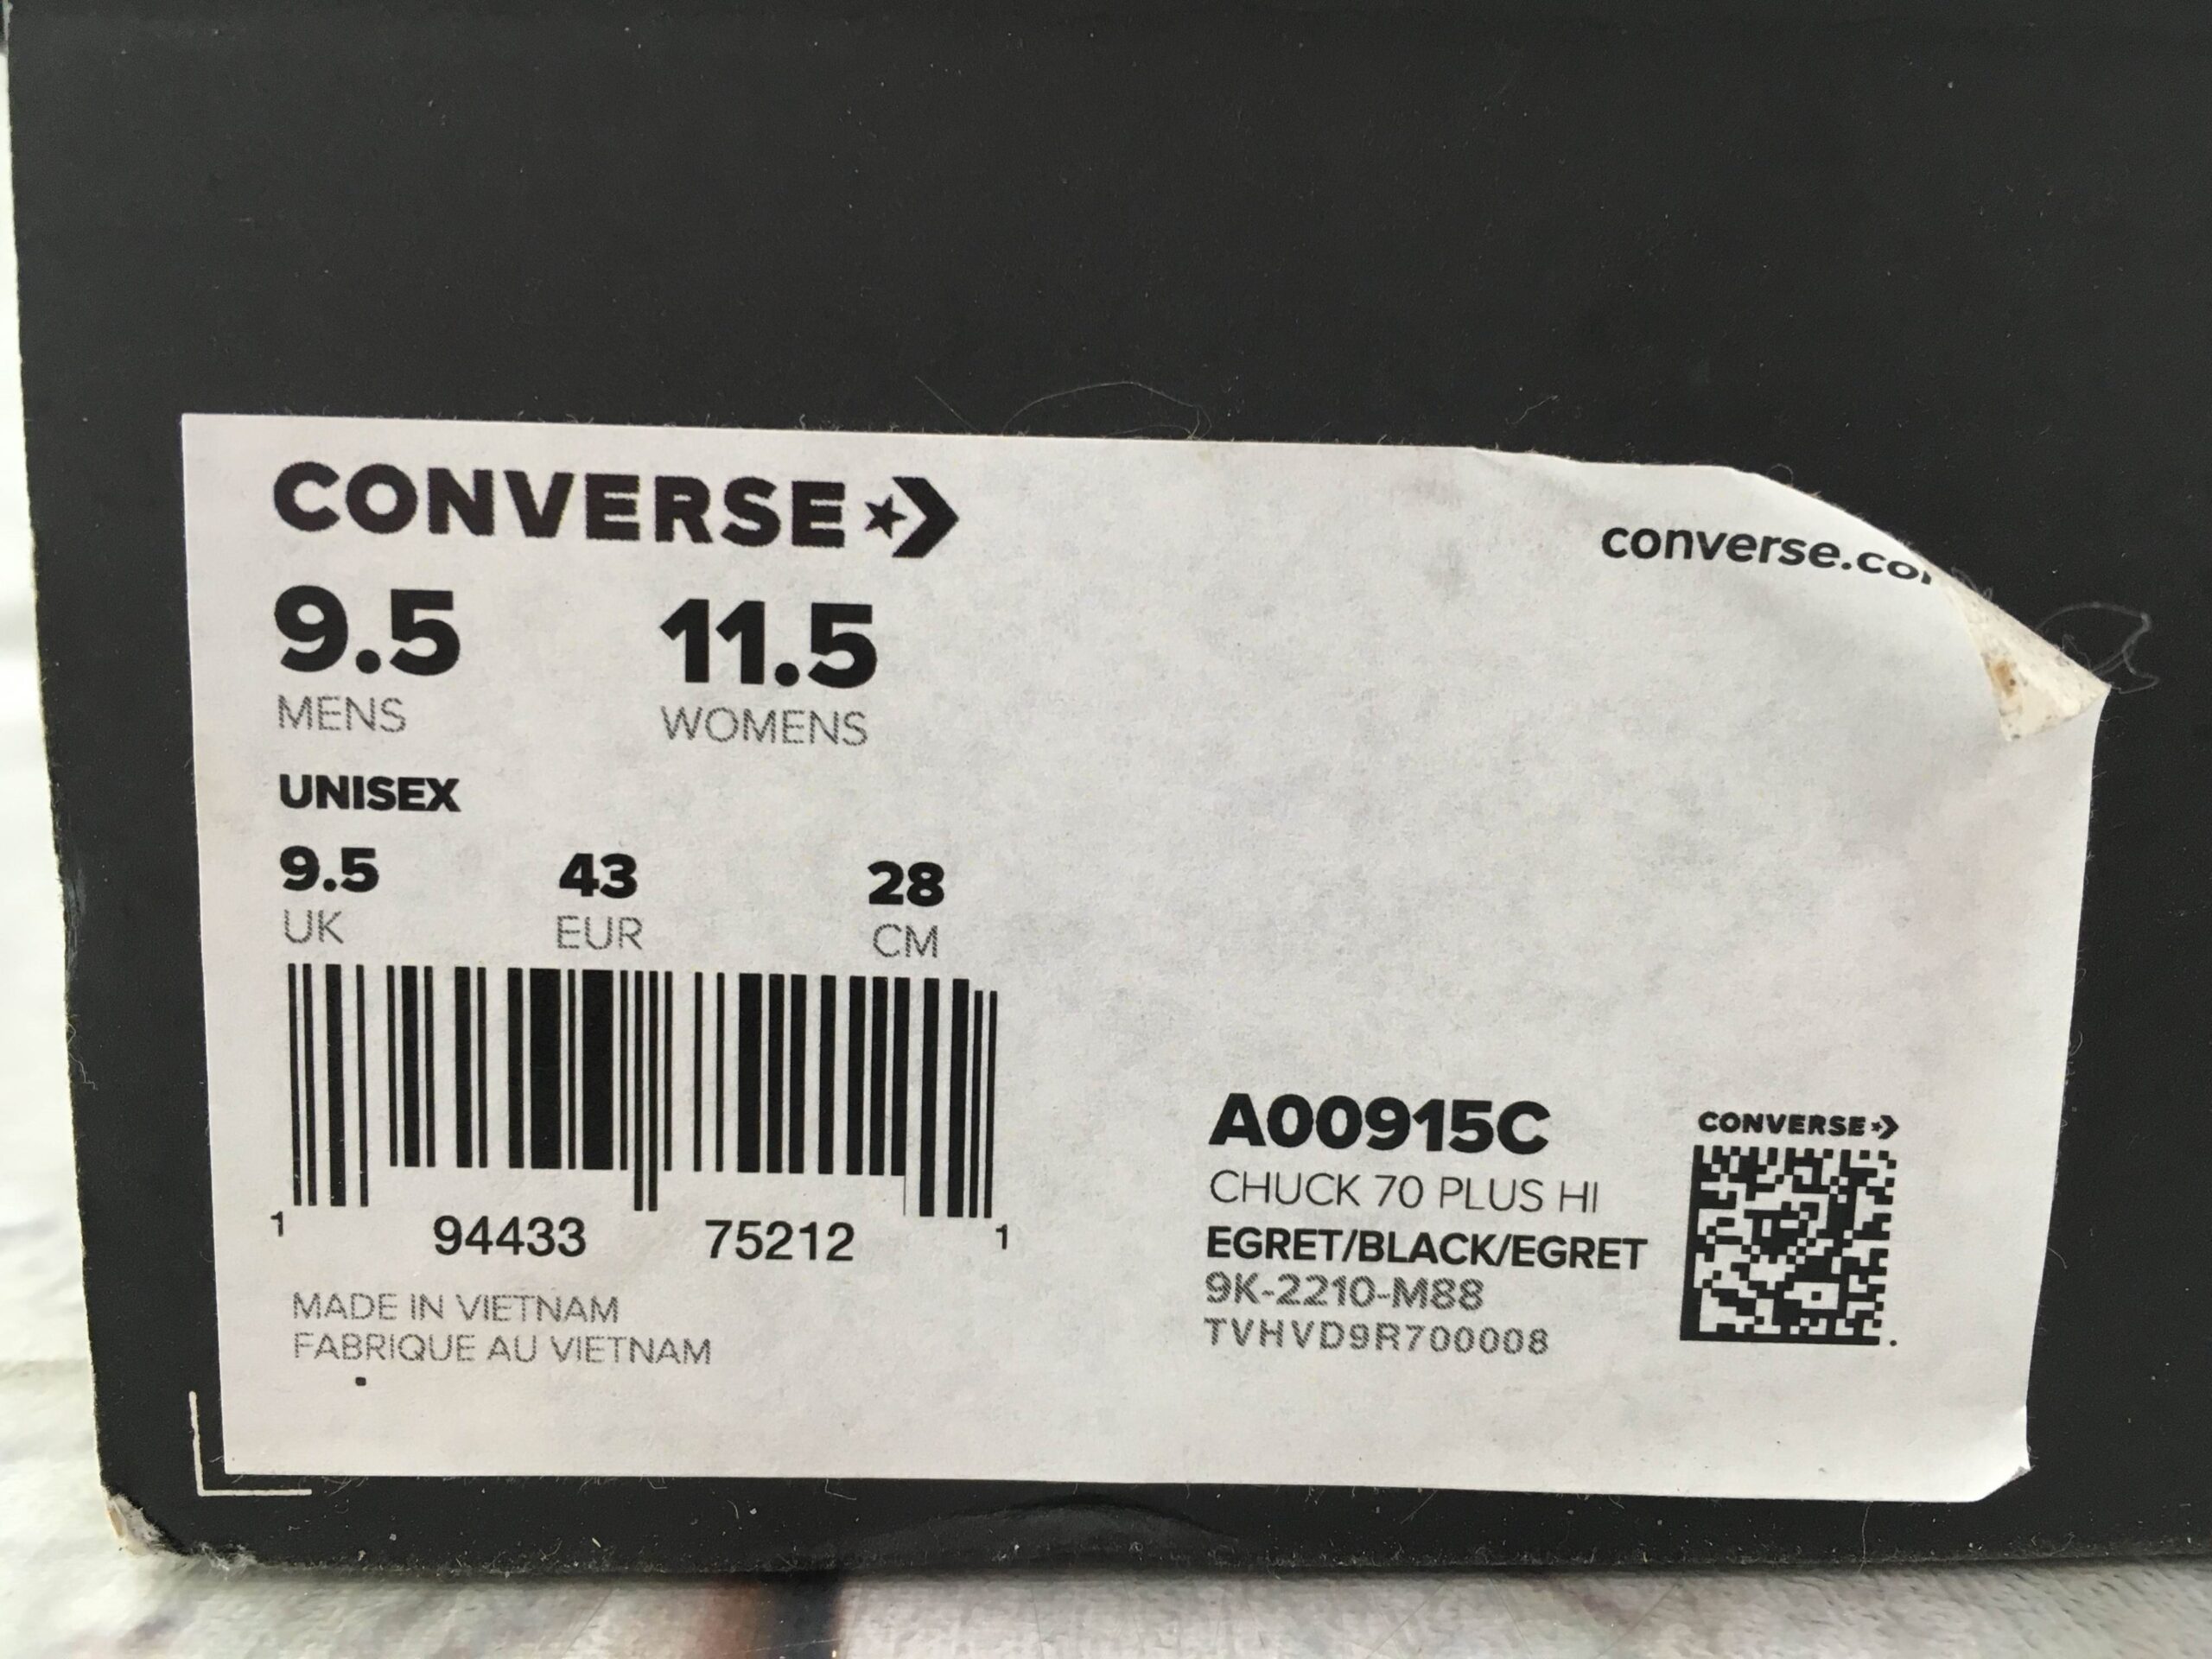 CONVERSE
converse.co
9.5 11.5
MENS WOMENS
UNISEX
9.5 43 28
UK EUR CM
1 94433 75212 1
MADE IN VIETNAM
FABRIQUE AU VIETNAM
A00915C
CHUCK 70 PLUS HI
EGRET/BLACK/EGRET
9K-2210-M88
TVHVD9R700008
CONVERSE